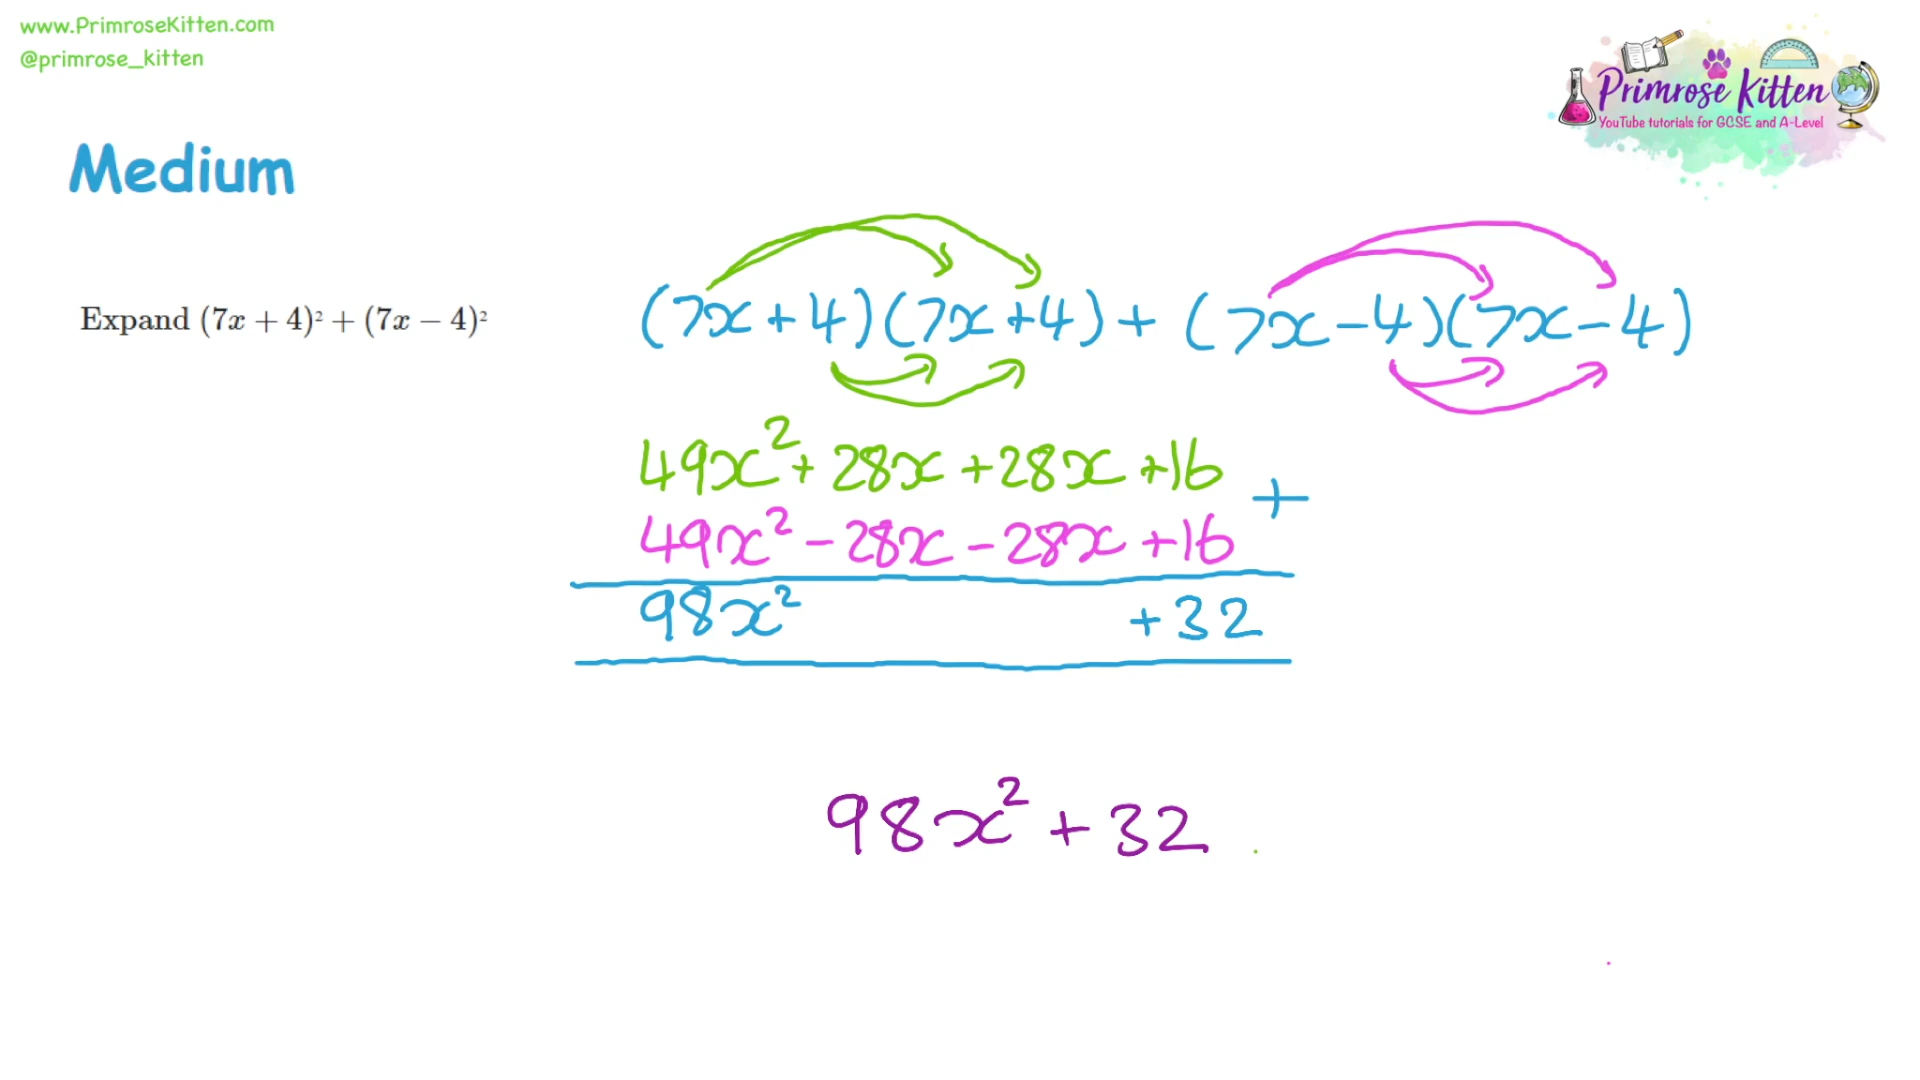 www.PrimroseKitten.com
@primrose_kitten
Primrose Kitten
YouTube tutorials for GCSE and A-Level
Medium
Expand (7x + 4)² + (7x − 4)²
(7x+4)(7x+4) + (7x−4)(7x−4)
49x² + 28x + 28x + 16
+
49x² − 28x − 28x + 16
98x² + 32
98x² + 32